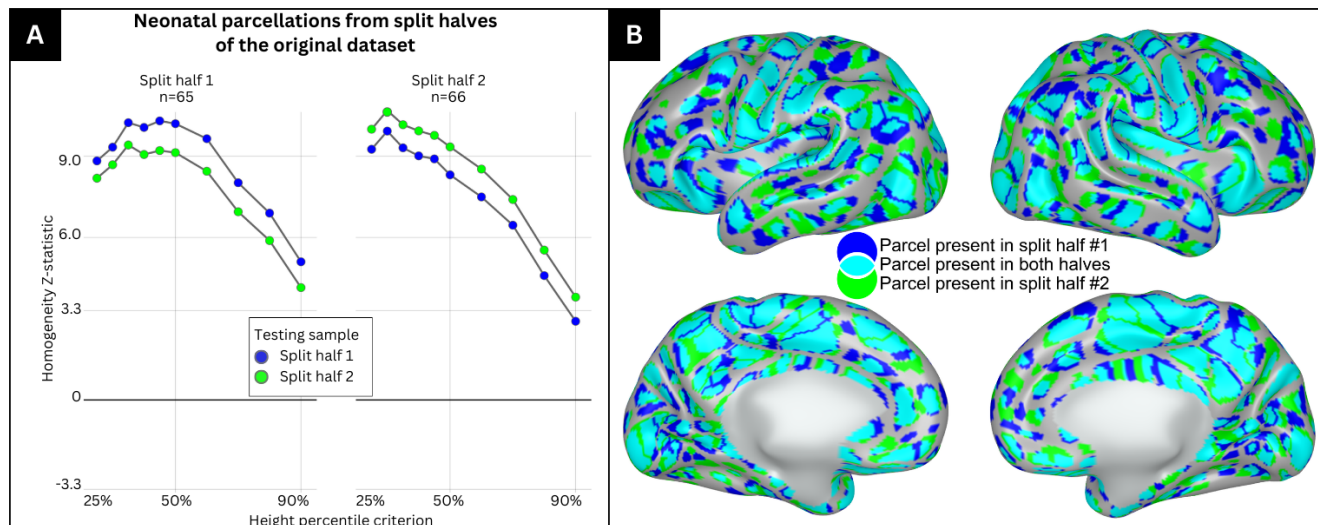 A
Neonatal parcellations from split halves
of the original dataset
Split half 1
n=65
Split half 2
n=66
Homogeneity Z-statistic
9.0
6.0
3.3
0
-3.3
Testing sample
Split half 1
Split half 2
25%
50%
90%
25%
50%
90%
Height percentile criterion
B
Parcel present in split half #1
Parcel present in both halves
Parcel present in split half #2